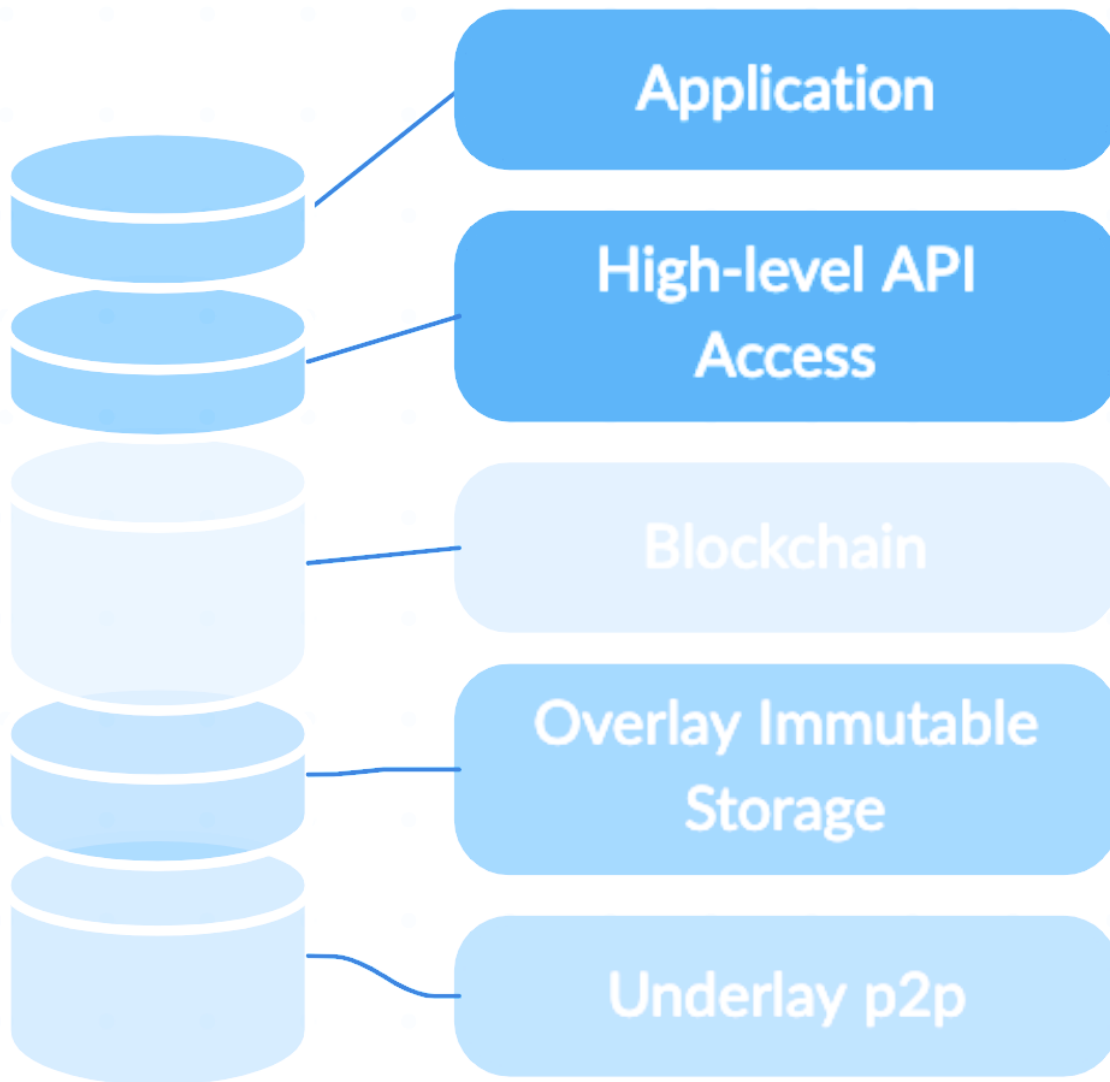 Application
High-level API
Access
Blockchain
Overlay Immutable
Storage
Underlay p2p